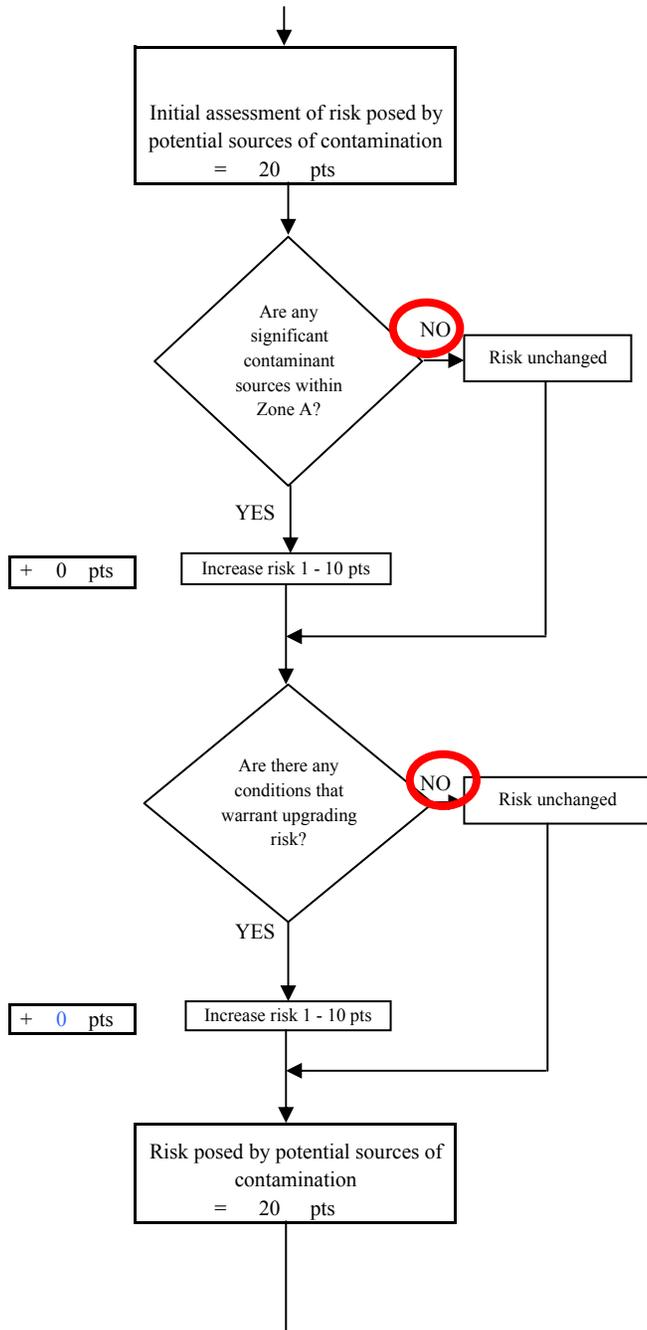 Initial assessment of risk posed by
potential sources of contamination
= 20 pts
Are any
significant
contaminant
sources within
Zone A?
NO
Risk unchanged
YES
+ 0 pts
Increase risk 1 - 10 pts
Are there any
conditions that
warrant upgrading
risk?
NO
Risk unchanged
YES
+ 0 pts
Increase risk 1 - 10 pts
Risk posed by potential sources of
contamination
= 20 pts